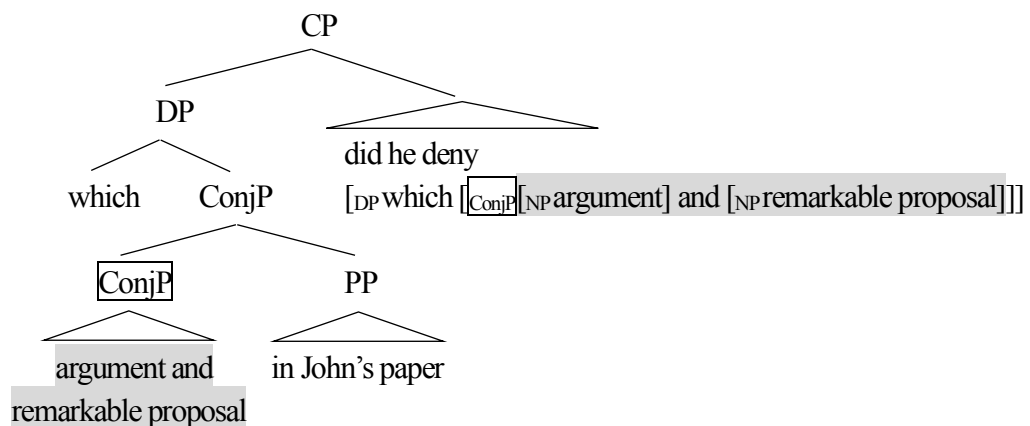 CP
DP
did he deny
which ConjP [DP which [ConjP[NP argument] and [NP remarkable proposal]]]
ConjP PP
argument and in John’s paper
remarkable proposal